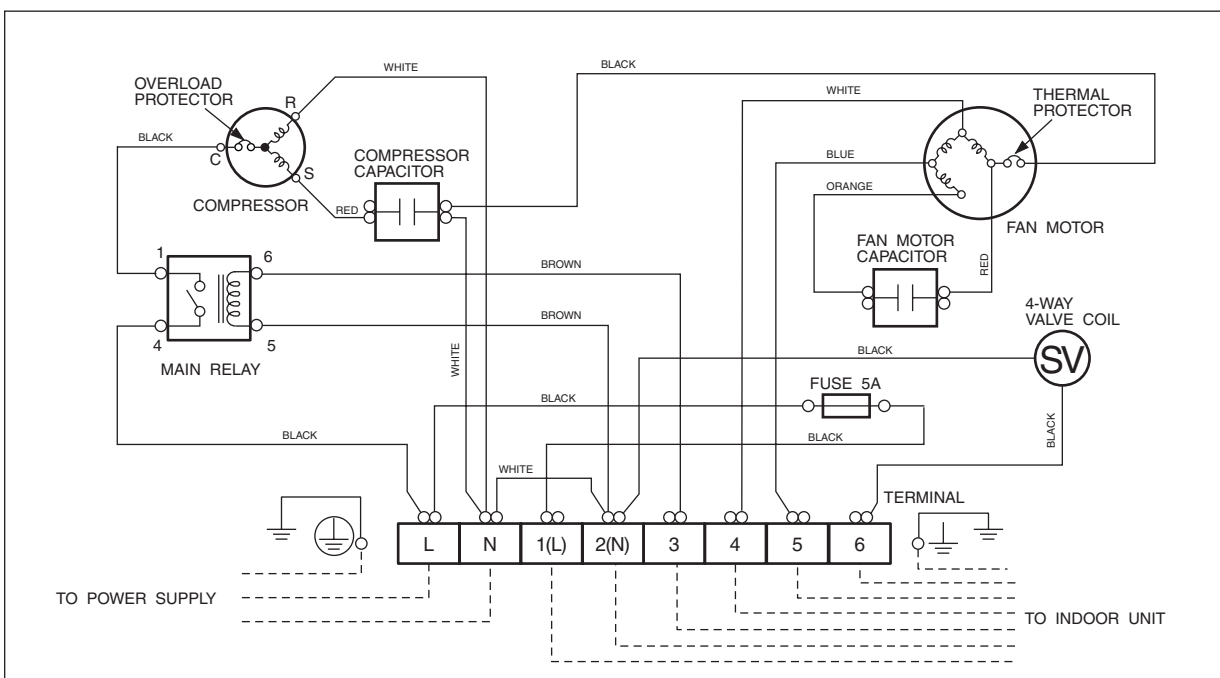 WHITE
BLACK
OVERLOAD
PROTECTOR
R
WHITE
THERMAL
PROTECTOR
BLACK
C
COMPRESSOR
CAPACITOR
BLUE
S
COMPRESSOR
RED
ORANGE
FAN MOTOR
FAN MOTOR
CAPACITOR
RED
1
6
BROWN
4-WAY
VALVE COIL
BROWN
4
5
MAIN RELAY
WHITE
BLACK
SV
FUSE 5A
BLACK
BLACK
BLACK
BLACK
WHITE
TERMINAL
L
N
1(L)
2(N)
3
4
5
6
TO POWER SUPPLY
TO INDOOR UNIT